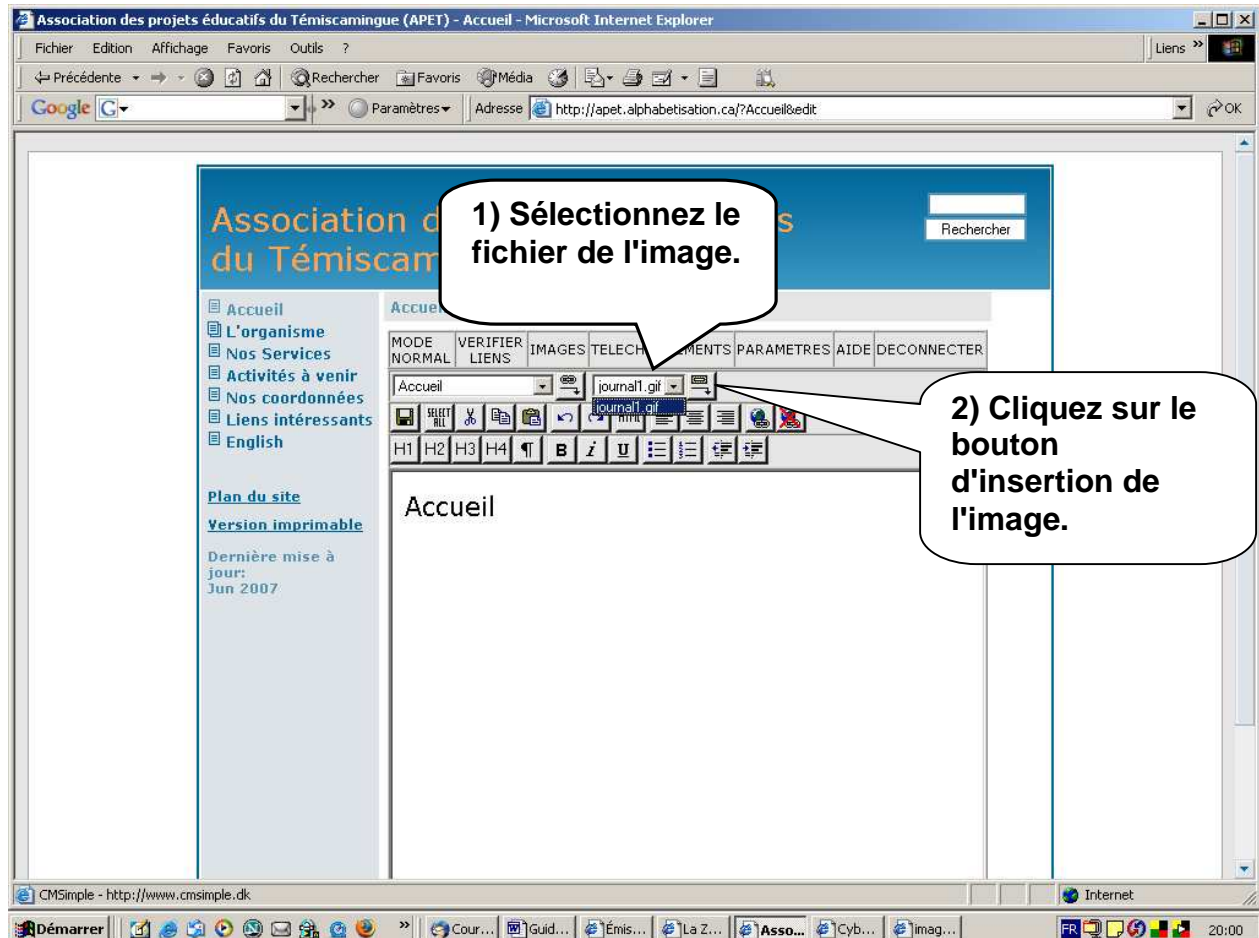 Association des projets éducatifs du Témiscamingue (APET) - Accueil - Microsoft Internet Explorer
Fichier Edition Affichage Favoris Outils ? Liens »
Précédente Rechercher Favoris Média
Google G » Paramètres Adresse http://apet.alphabetisation.ca/?Accueil&edit OK
1) Sélectionnez le
fichier de l'image.
Association d s
du Témiscam
Rechercher
Accueil
L'organisme
Nos Services
Activités à venir
Nos coordonnées
Liens intéressants
English
Plan du site
Version imprimable
Dernière mise à
jour:
Jun 2007
Accue
MODE NORMAL VERIFIER LIENS IMAGES TELECH EMENTS PARAMETRES AIDE DECONNECTER
Accueil journal1.gif
journal1.gif
SELECT ALL HTML
H1 H2 H3 H4 ¶ B i U
Accueil
2) Cliquez sur le
bouton
d'insertion de
l'image.
CMSimple - http://www.cmsimple.dk Internet
Démarrer » Cour... Guid... Émis... La Z... Asso... Cyb... imag... FR 20:00